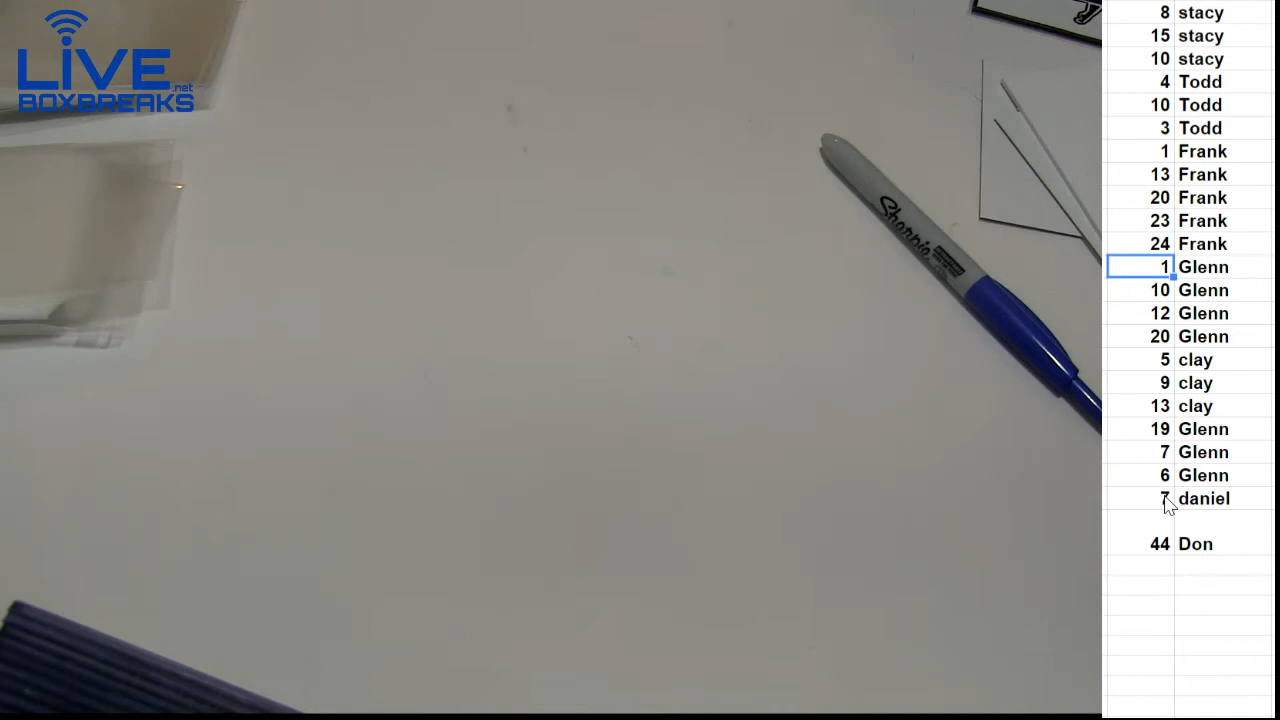 LiVE
.net
BOXBREAKS
Sharpie
8 stacy
15 stacy
10 stacy
4 Todd
10 Todd
3 Todd
1 Frank
13 Frank
20 Frank
23 Frank
24 Frank
1 Glenn
10 Glenn
12 Glenn
20 Glenn
5 clay
9 clay
13 clay
19 Glenn
7 Glenn
6 Glenn
7 daniel
44 Don